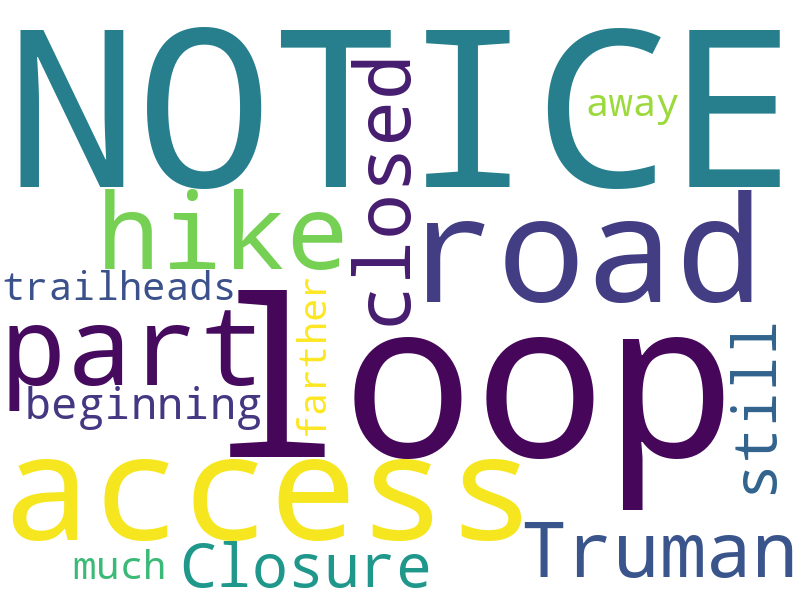 NOTICE
away
closed
hike
road
trailheads
farther
loop
part
still
beginning
access
Truman
much
Closure